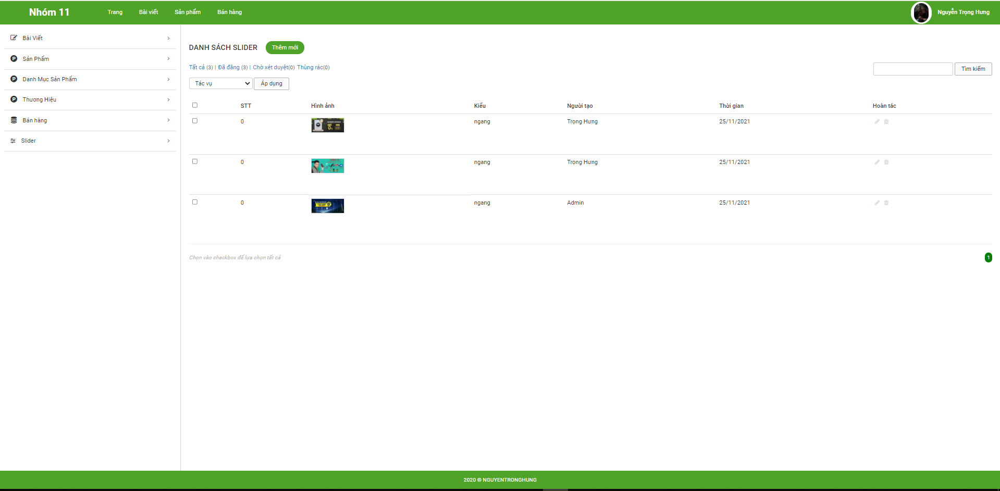 Nhóm 11 Trang Bài viết Sản phẩm Bán hàng Nguyễn Trọng Hưng
Bài Viết
Sản Phẩm
Danh Mục Sản Phẩm
Thương Hiệu
Bán hàng
Slider
DANH SÁCH SLIDER Thêm mới
Tất cả (3) | Đã đăng (3) | Chờ xét duyệt(0) Thùng rác(0)
Tìm kiếm
Tác vụ Áp dụng
STT Hình ảnh Kiểu Người tạo Thời gian Hoàn tác
0 ngang Trọng Hưng 25/11/2021
0 ngang Trọng Hưng 25/11/2021
0 ngang Admin 25/11/2021
Chọn vào checkbox để lựa chọn tất cả
1
2020 © NGUYENTRONGHUNG